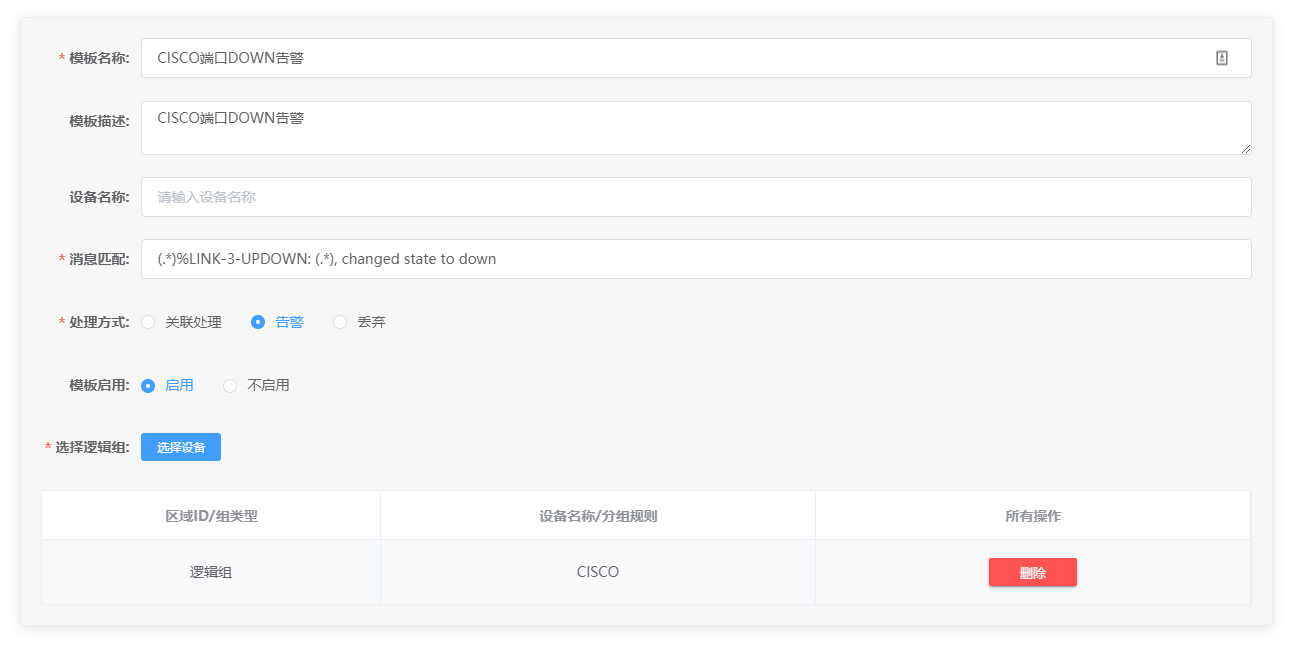 * 模板名称: CISCO端口DOWN告警
模板描述: CISCO端口DOWN告警
设备名称: 请输入设备名称
* 消息匹配: (.*)%LINK-3-UPDOWN: (.*), changed state to down
* 处理方式: 关联处理 告警 丢弃
模板启用: 启用 不启用
* 选择逻辑组: 选择设备
区域ID/组类型 设备名称/分组规则 所有操作
逻辑组 CISCO 删除